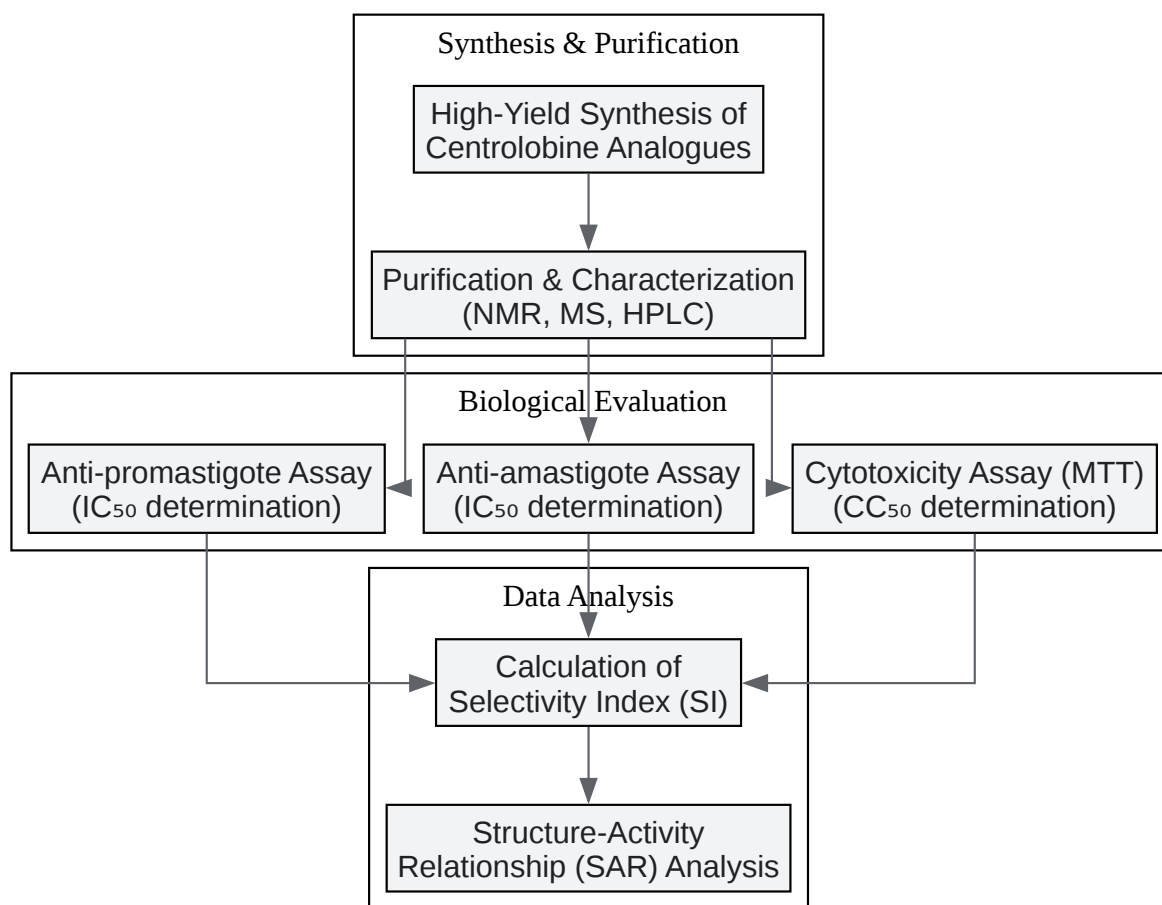 Synthesis & Purification
High-Yield Synthesis of
Centrolobine Analogues
Purification & Characterization
(NMR, MS, HPLC)
Biological Evaluation
Anti-promastigote Assay
(IC₅₀ determination)
Anti-amastigote Assay
(IC₅₀ determination)
Cytotoxicity Assay (MTT)
(CC₅₀ determination)
Data Analysis
Calculation of
Selectivity Index (SI)
Structure-Activity
Relationship (SAR) Analysis